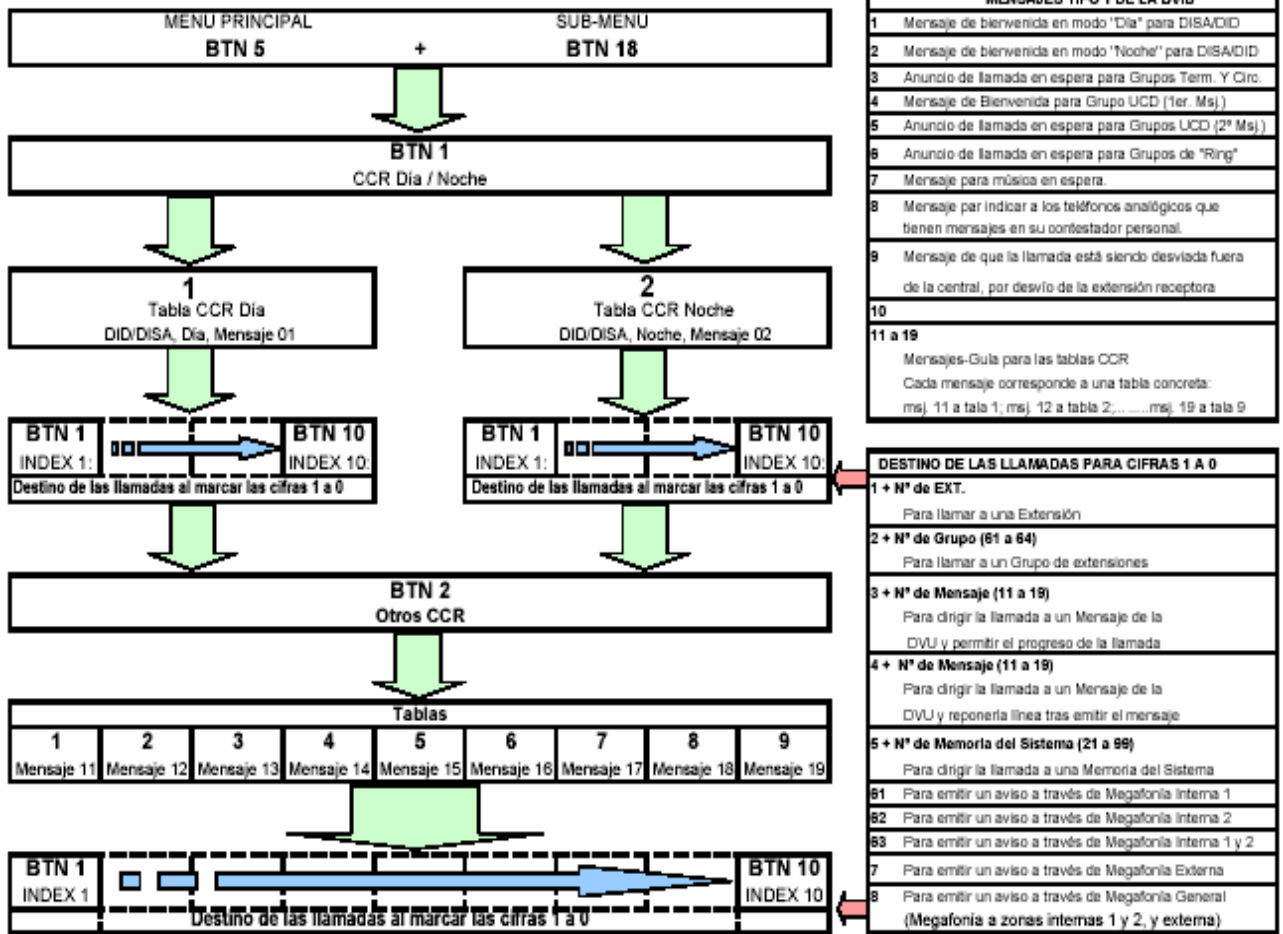 MENU PRINCIPAL SUB-MENU
BTN 5 + BTN 18
BTN 1
CCR Dia / Noche
1
Tabla CCR Día
DID/DISA, Dia, Mensaje 01
2
Tabla CCR Noche
DID/DISA, Noche, Mensaje 02
BTN 1 BTN 10
INDEX 1: INDEX 10:
Destino de las llamadas al marcar las cifras 1 a 0
BTN 1 BTN 10
INDEX 1: INDEX 10:
Destino de las llamadas al marcar las cifras 1 a 0
BTN 2
Otros CCR
Tablas
1 2 3 4 5 6 7 8 9
Mensaje 11 Mensaje 12 Mensaje 13 Mensaje 14 Mensaje 15 Mensaje 16 Mensaje 17 Mensaje 18 Mensaje 19
BTN 1 BTN 10
INDEX 1 INDEX 10
Destino de las llamadas al marcar las cifras 1 a 0
MENSAJES TIPO Y DE LA DVIB
1 Mensaje de bienvenida en modo "Día" para DISA/DID
2 Mensaje de bienvenida en modo "Noche" para DISA/DID
3 Anuncio de llamada en espera para Grupos Term. Y Circ.
4 Mensaje de Bienvenida para Grupo UCD (1er. Msj.)
5 Anuncio de llamada en espera para Grupos UCD (2º Msj.)
6 Anuncio de llamada en espera para Grupos de "Ring"
7 Mensaje para música en espera.
8 Mensaje par indicar a los teléfonos analógicos que
tienen mensajes en su contestador personal.
9 Mensaje de que la llamada está siendo desviada fuera
de la central, por desvío de la extensión receptora
10
11 a 19
Mensajes-Guía para las tablas CCR
Cada mensaje corresponde a una tabla concreta:
msj. 11 a tala 1; msj. 12 a tabla 2;........msj. 19 a tala 9
DESTINO DE LAS LLAMADAS PARA CIFRAS 1 A 0
1 + Nº de EXT.
Para llamar a una Extensión
2 + Nº de Grupo (61 a 64)
Para llamar a un Grupo de extensiones
3 + Nº de Mensaje (11 a 19)
Para dirigir la llamada a un Mensaje de la
DVU y permitir el progreso de la llamada
4 + Nº de Mensaje (11 a 19)
Para dirigir la llamada a un Mensaje de la
DVU y reponerla línea tras emitir el mensaje
5 + Nº de Memoria del Sistema (21 a 99)
Para dirigir la llamada a una Memoria del Sistema
61 Para emitir un aviso a través de Megafonía Interna 1
62 Para emitir un aviso a través de Megafonía Interna 2
63 Para emitir un aviso a través de Megafonía Interna 1 y 2
7 Para emitir un aviso a través de Megafonía Externa
8 Para emitir un aviso a través de Megafonía General
(Megafonía a zonas internas 1 y 2, y externa)